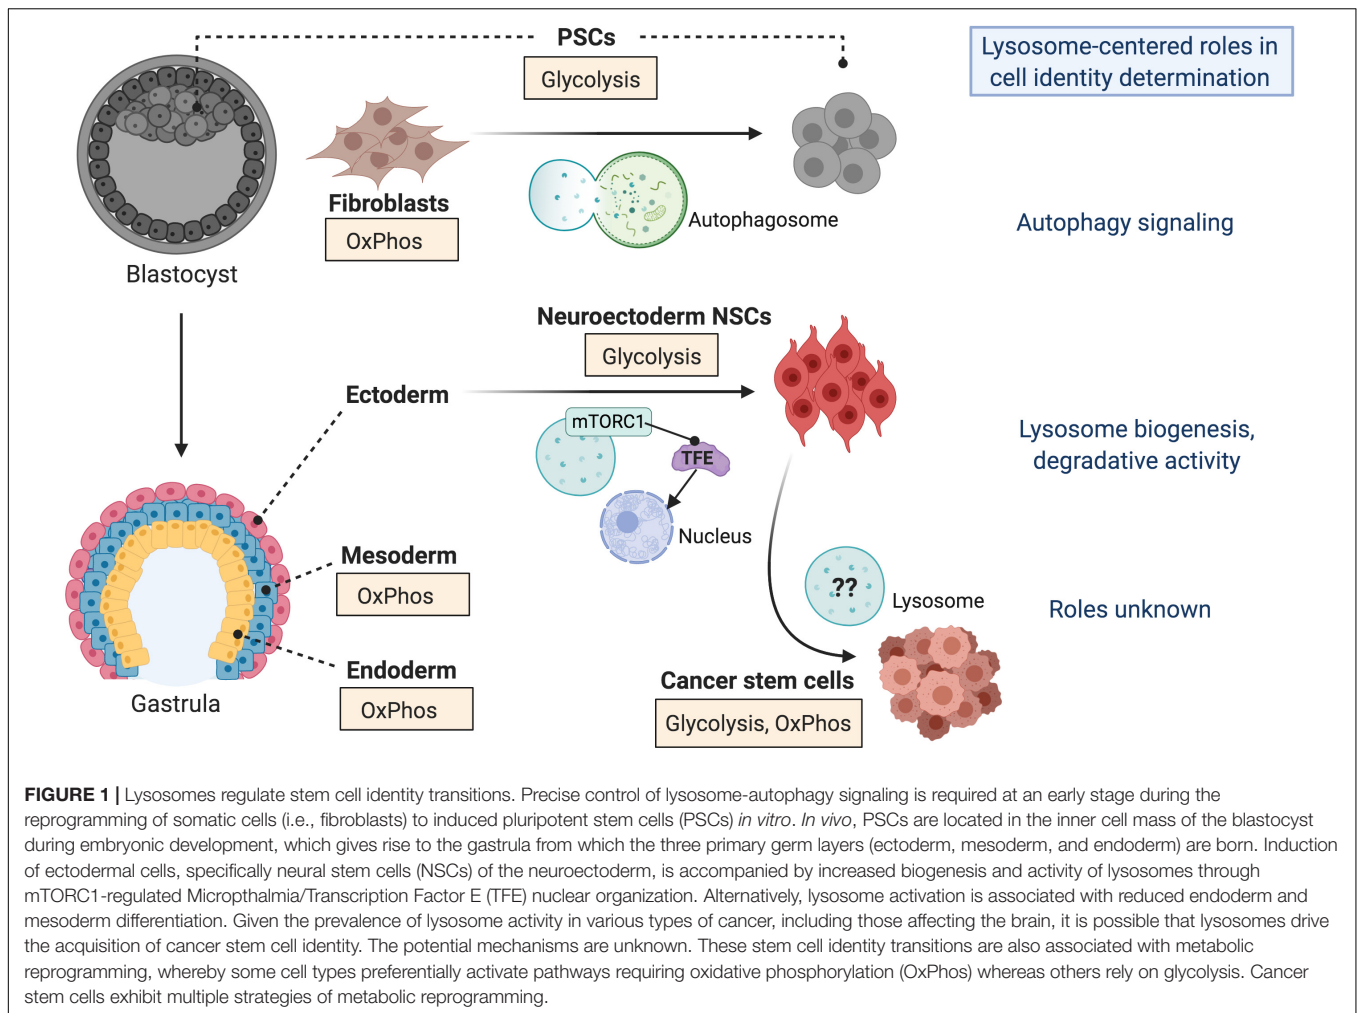 PSCs
Glycolysis
Lysosome-centered roles in
cell identity determination
Fibroblasts
OxPhos
Autophagosome
Autophagy signaling
Blastocyst
Neuroectoderm NSCs
Glycolysis
Ectoderm
mTORC1
TFE
Nucleus
Lysosome biogenesis,
degradative activity
Mesoderm
OxPhos
??
Lysosome
Roles unknown
Endoderm
OxPhos
Gastrula
Cancer stem cells
Glycolysis, OxPhos
FIGURE 1 | Lysosomes regulate stem cell identity transitions. Precise control of lysosome-autophagy signaling is required at an early stage during the
reprogramming of somatic cells (i.e., fibroblasts) to induced pluripotent stem cells (PSCs) in vitro. In vivo, PSCs are located in the inner cell mass of the blastocyst
during embryonic development, which gives rise to the gastrula from which the three primary germ layers (ectoderm, mesoderm, and endoderm) are born. Induction
of ectodermal cells, specifically neural stem cells (NSCs) of the neuroectoderm, is accompanied by increased biogenesis and activity of lysosomes through
mTORC1-regulated Micropthalmia/Transcription Factor E (TFE) nuclear organization. Alternatively, lysosome activation is associated with reduced endoderm and
mesoderm differentiation. Given the prevalence of lysosome activity in various types of cancer, including those affecting the brain, it is possible that lysosomes drive
the acquisition of cancer stem cell identity. The potential mechanisms are unknown. These stem cell identity transitions are also associated with metabolic
reprogramming, whereby some cell types preferentially activate pathways requiring oxidative phosphorylation (OxPhos) whereas others rely on glycolysis. Cancer
stem cells exhibit multiple strategies of metabolic reprogramming.